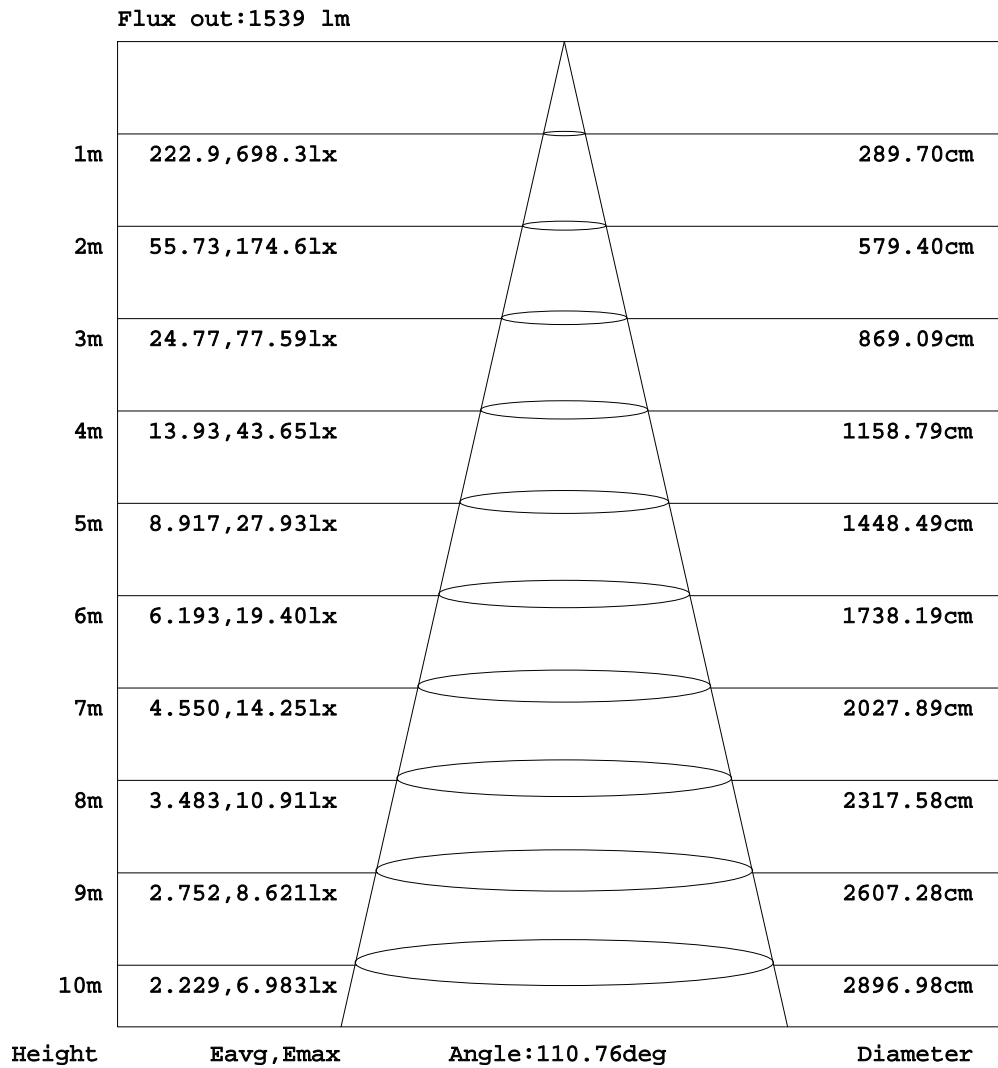 Flux out:1539 lm
1m 222.9,698.3lx 289.70cm
2m 55.73,174.6lx 579.40cm
3m 24.77,77.59lx 869.09cm
4m 13.93,43.65lx 1158.79cm
5m 8.917,27.93lx 1448.49cm
6m 6.193,19.40lx 1738.19cm
7m 4.550,14.25lx 2027.89cm
8m 3.483,10.91lx 2317.58cm
9m 2.752,8.621lx 2607.28cm
10m 2.229,6.983lx 2896.98cm
Height Eavg,Emax Angle:110.76deg Diameter